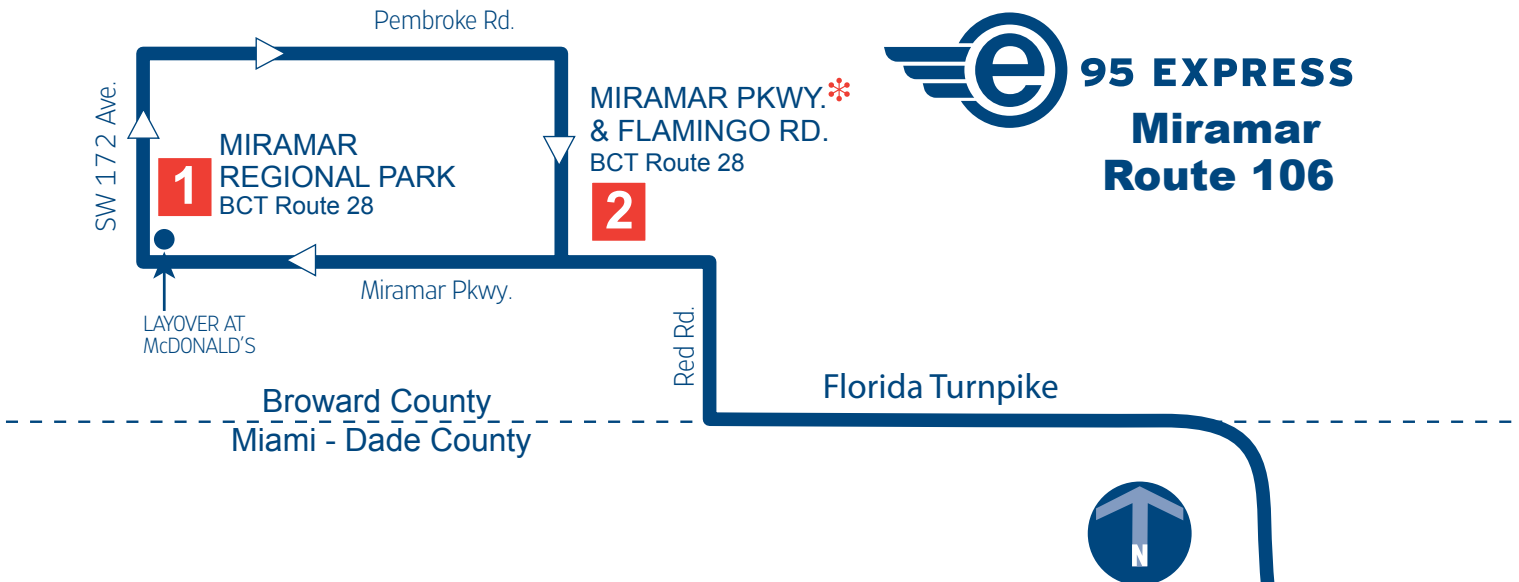 Pembroke Rd.
e
95 EXPRESS
Miramar
Route 106
SW 172 Ave.
1
MIRAMAR
REGIONAL PARK
BCT Route 28
MIRAMAR PKWY.*
& FLAMINGO RD.
BCT Route 28
2
Miramar Pkwy.
LAYOVER AT
McDONALD'S
Red Rd.
Florida Turnpike
Broward County
Miami - Dade County
N